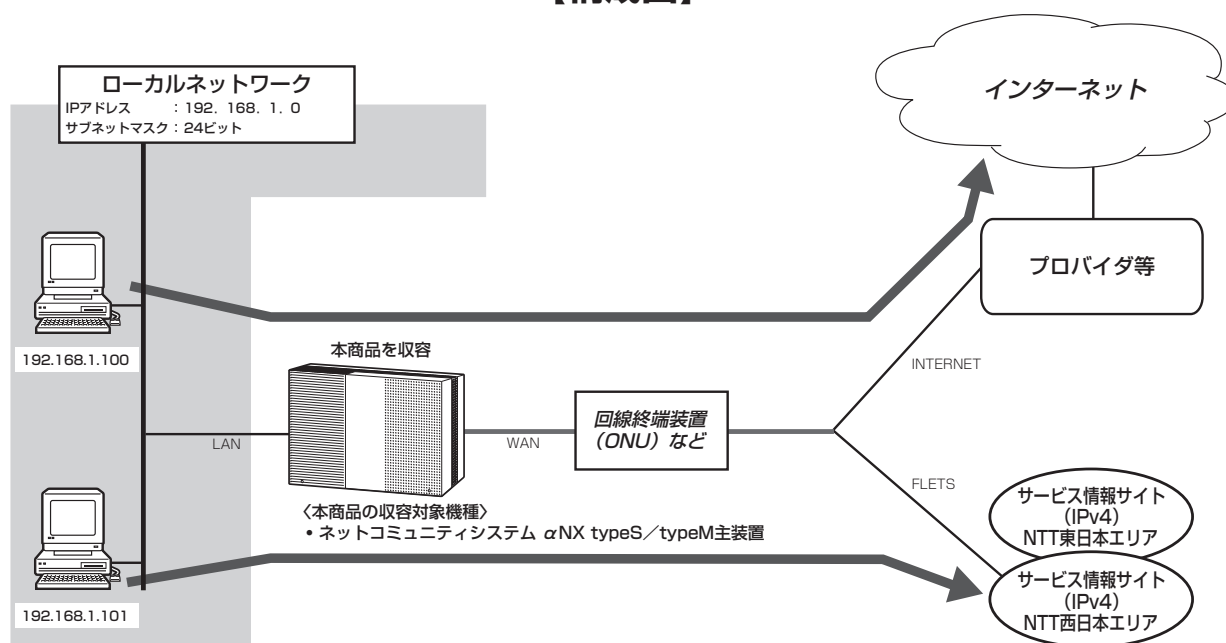 【構成図】
ローカルネットワーク
IPアドレス　　　：192. 168. 1. 0
サブネットマスク：24ビット
インターネット
プロバイダ等
192.168.1.100
本商品を収容
INTERNET
LAN
WAN
回線終端装置
（ONU）など
FLETS
〈本商品の収容対象機種〉
・ネットコミュニティシステム αNX typeS／typeM主装置
サービス情報サイト
(IPv4)
NTT東日本エリア
サービス情報サイト
(IPv4)
NTT西日本エリア
192.168.1.101